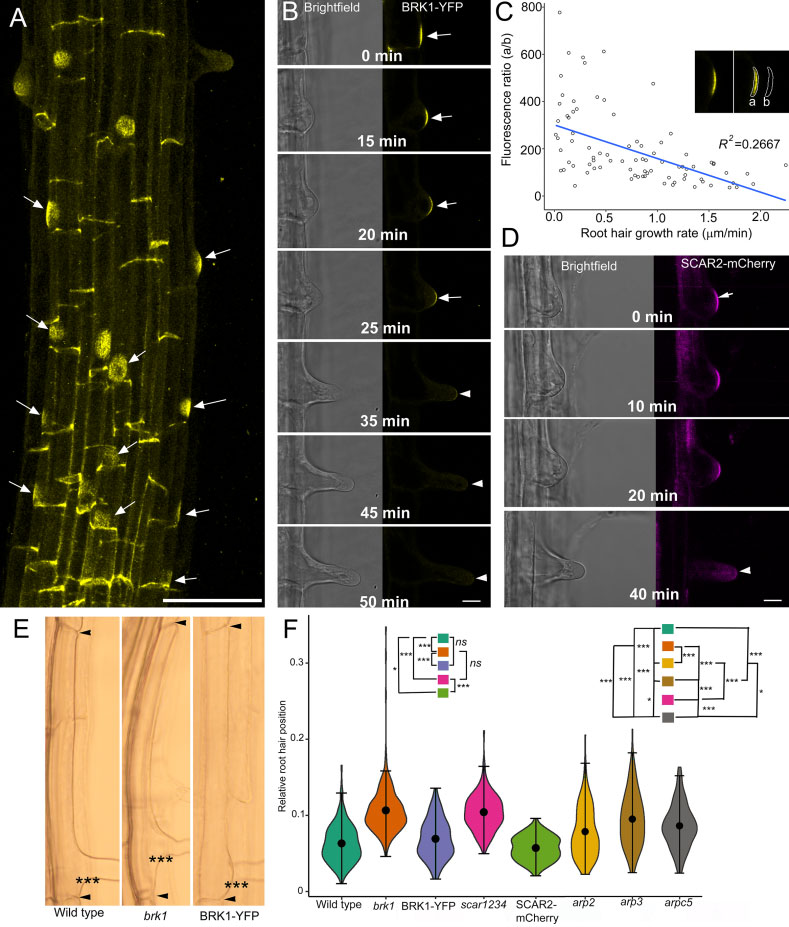 A
B
Brightfield
BRK1-YFP
0 min
15 min
20 min
25 min
35 min
45 min
50 min
C
Fluorescence ratio (a/b)
800
600
400
200
0
a
b
R²=0.2667
0.0
0.5
1.0
1.5
2.0
Root hair growth rate (μm/min)
D
Brightfield
SCAR2-mCherry
0 min
10 min
20 min
40 min
E
***
***
***
Wild type
brk1
BRK1-YFP
F
Relative root hair position
0.3
0.2
0.1
0
*
***
***
***
ns
ns
***
***
***
***
*
***
***
***
***
***
***
*
Wild type
brk1
BRK1-YFP
scar1234
SCAR2-
mCherry
arp2
arp3
arpc5